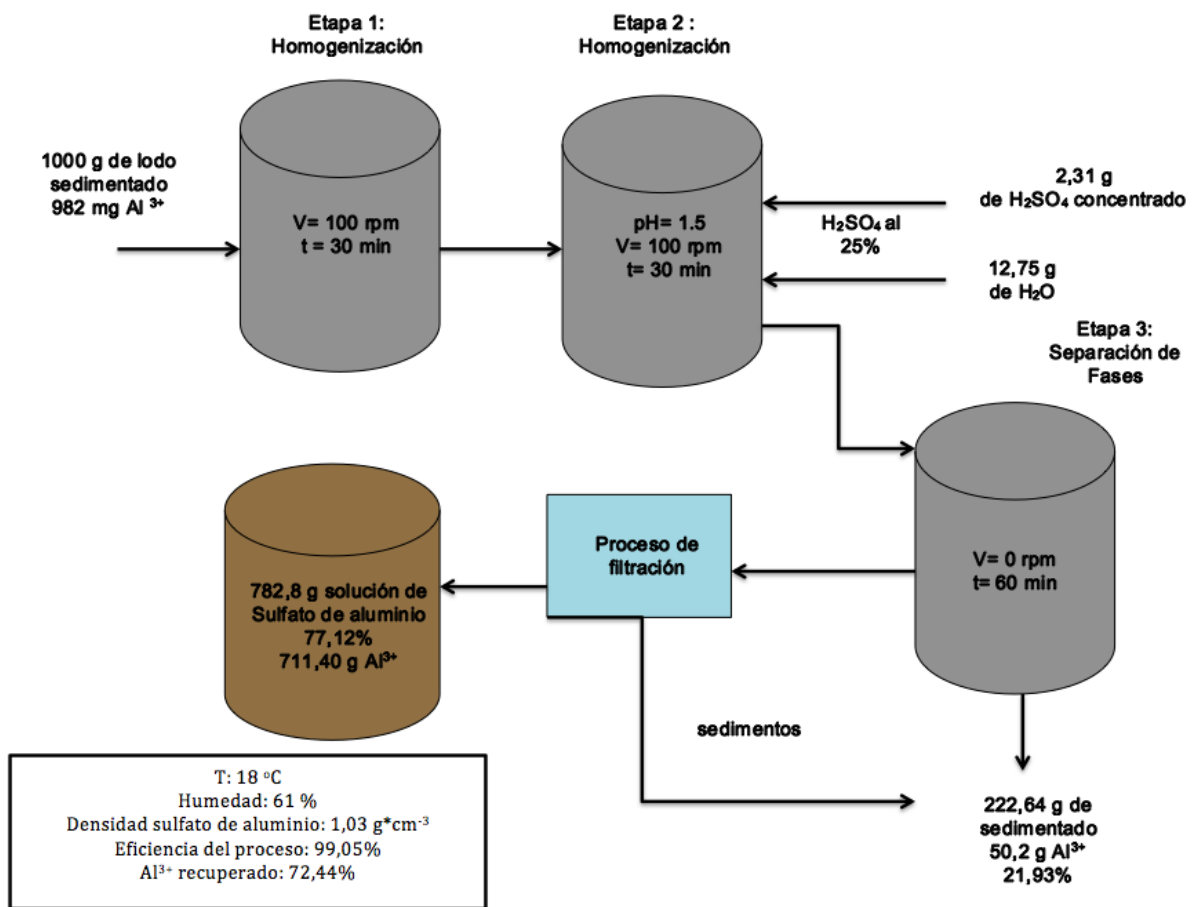 Etapa 1:
Homogenización
Etapa 2 :
Homogenización
1000 g de lodo
sedimentado
982 mg Al ³⁺
V= 100 rpm
t = 30 min
pH= 1.5
V= 100 rpm
t= 30 min
H₂SO₄ al
25%
2,31 g
de H₂SO₄ concentrado
12,75 g
de H₂O
Etapa 3:
Separación de
Fases
V= 0 rpm
t= 60 min
Proceso de
filtración
782,8 g solución de
Sulfato de aluminio
77,12%
711,40 g Al³⁺
sedimentos
222,64 g de
sedimentado
50,2 g Al³⁺
21,93%
T: 18 ºC
Humedad: 61 %
Densidad sulfato de aluminio: 1,03 g*cm⁻³
Eficiencia del proceso: 99,05%
Al³⁺ recuperado: 72,44%